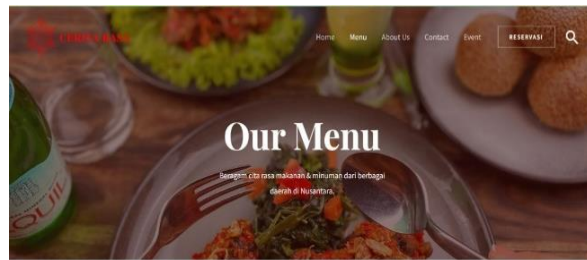 Home Menu About Us Contact Event RESERVASI
Our Menu
Beragam cita rasa makanan & minuman dari berbagai
daerah di Nusantara.